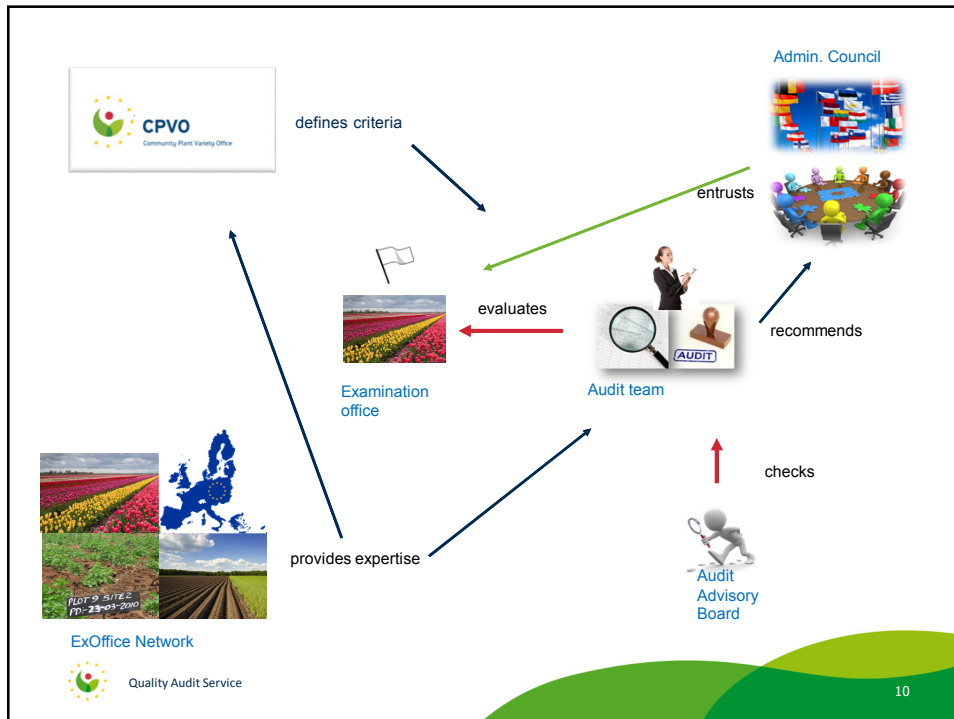 Admin. Council
CPVO
Community Plant Variety Office
defines criteria
entrusts
evaluates
recommends
AUDIT
Examination
office
Audit team
checks
provides expertise
PLOT 9 SITE2
PD:-23-03-2010
Audit
Advisory
Board
ExOffice Network
Quality Audit Service
10